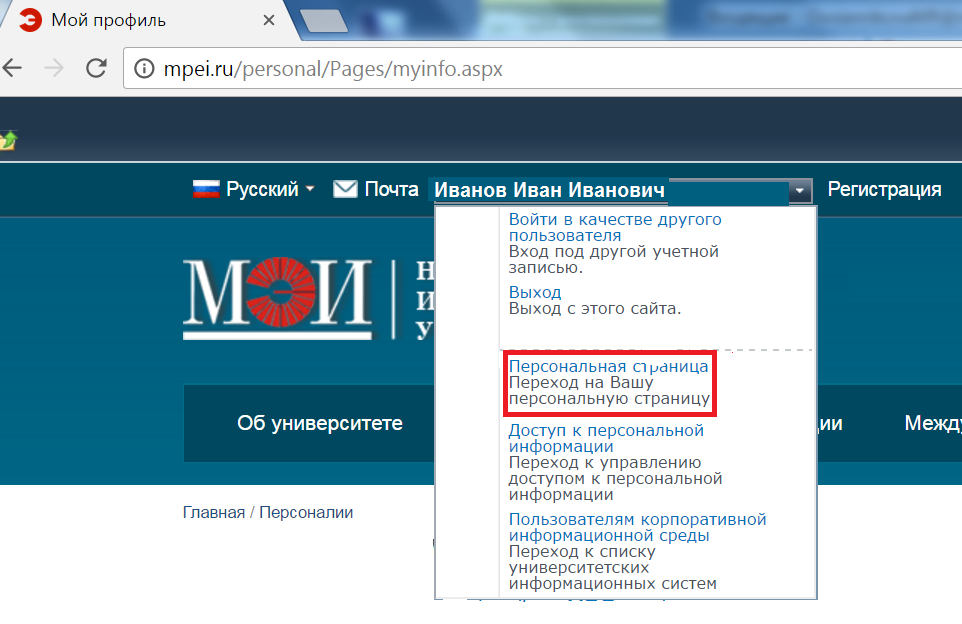 Мой профиль
mpei.ru/personal/Pages/myinfo.aspx
Русский Почта Иванов Иван Иванович Регистрация
Войти в качестве другого
пользователя
Вход под другой учетной
записью.
Выход
Выход с этого сайта.
МЭИ
Н
И
У
Персональная страница
Переход на Вашу
персональную страницу
Об университете
ции
Межд
Доступ к персональной
информации
Переход к управлению
доступом к персональной
информации
Главная / Персоналии
Пользователям корпоративной
информационной среды
Переход к списку
университетских
информационных систем